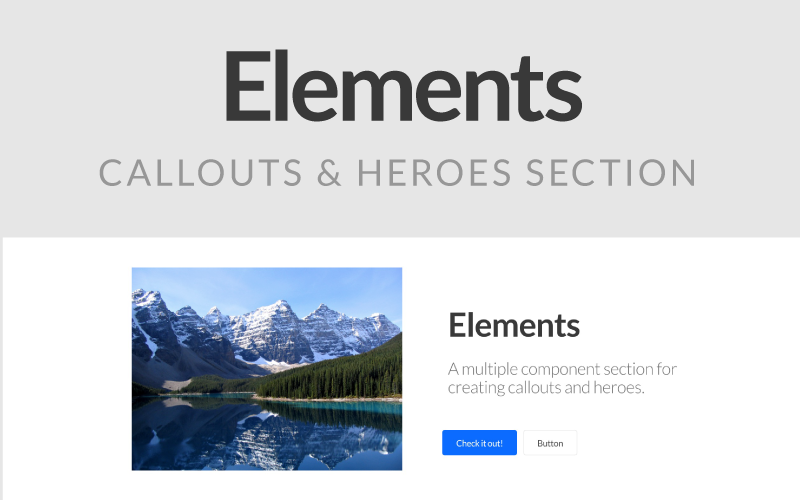 Elements
CALLOUTS & HEROES SECTION
Elements
A multiple component section for
creating callouts and heroes.
Check it out!
Button